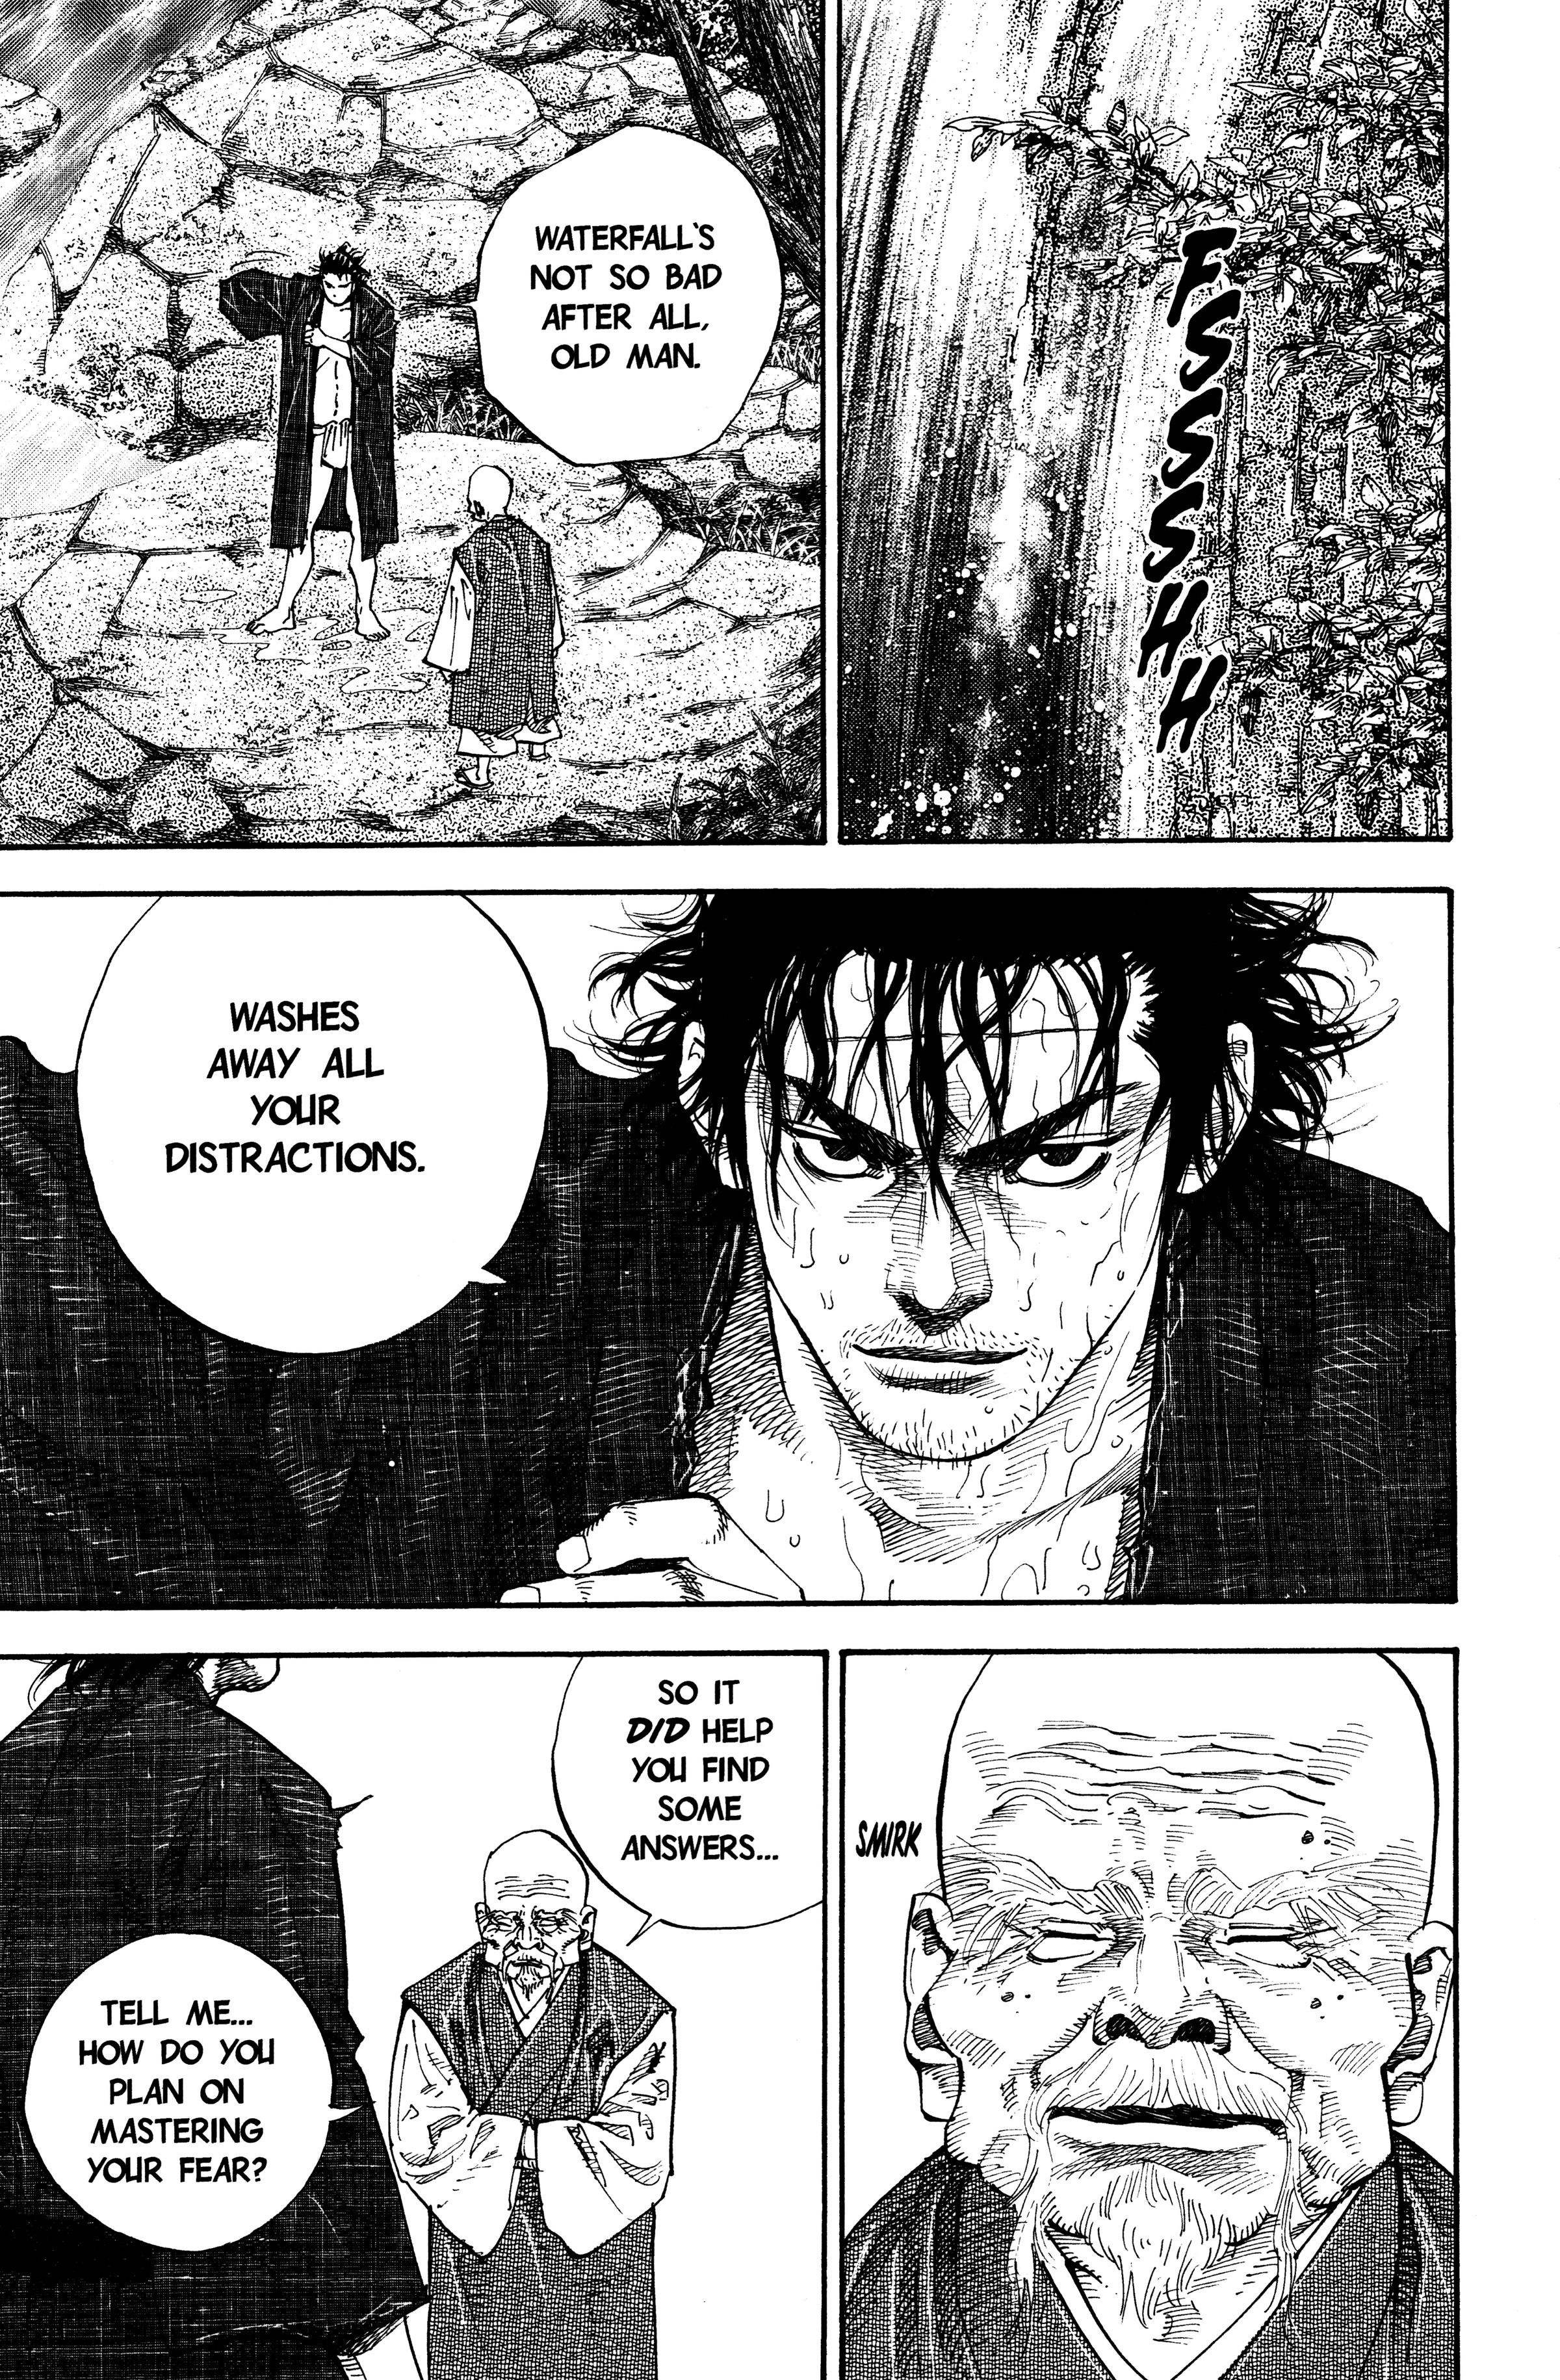 FSSSSHH
WATERFALL'S
NOT SO BAD
AFTER ALL,
OLD MAN.
WASHES
AWAY ALL
YOUR
DISTRACTIONS.
SMIRK
SO IT
DID HELP
YOU FIND
SOME
ANSWERS...
TELL ME...
HOW DO YOU
PLAN ON
MASTERING
YOUR FEAR?